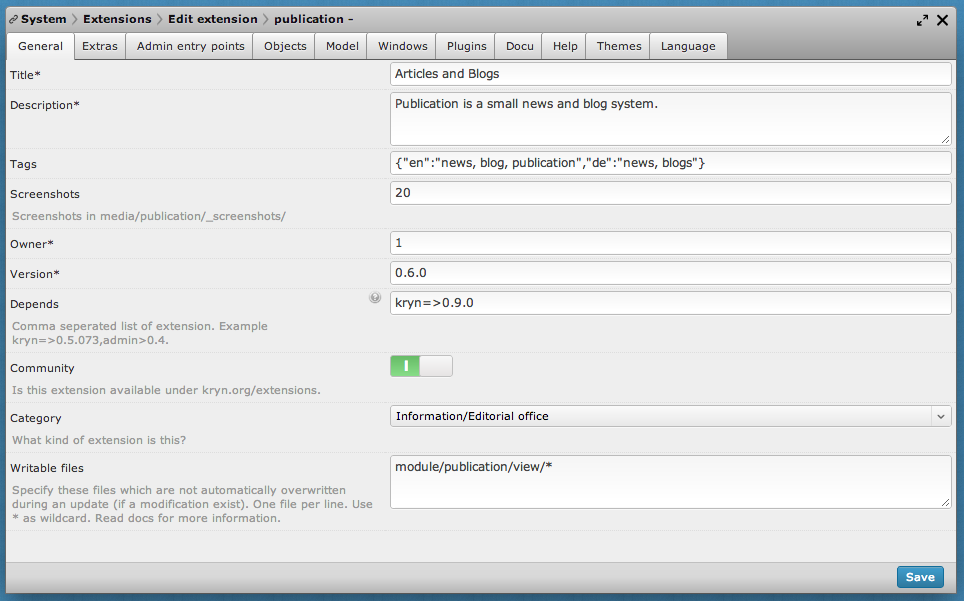 System > Extensions > Edit extension > publication -
General Extras Admin entry points Objects Model Windows Plugins Docu Help Themes Language
Title* Articles and Blogs
Description* Publication is a small news and blog system.
Tags {"en":"news, blog, publication","de":"news, blogs"}
Screenshots 20
Screenshots in media/publication/_screenshots/
Owner* 1
Version* 0.6.0
Depends ? kryn=>0.9.0
Comma seperated list of extension. Example
kryn=>0.5.073,admin>0.4.
Community I
Is this extension available under kryn.org/extensions.
Category Information/Editorial office
What kind of extension is this?
Writable files module/publication/view/*
Specify these files which are not automatically overwritten
during an update (if a modification exist). One file per line. Use
* as wildcard. Read docs for more information.
Save